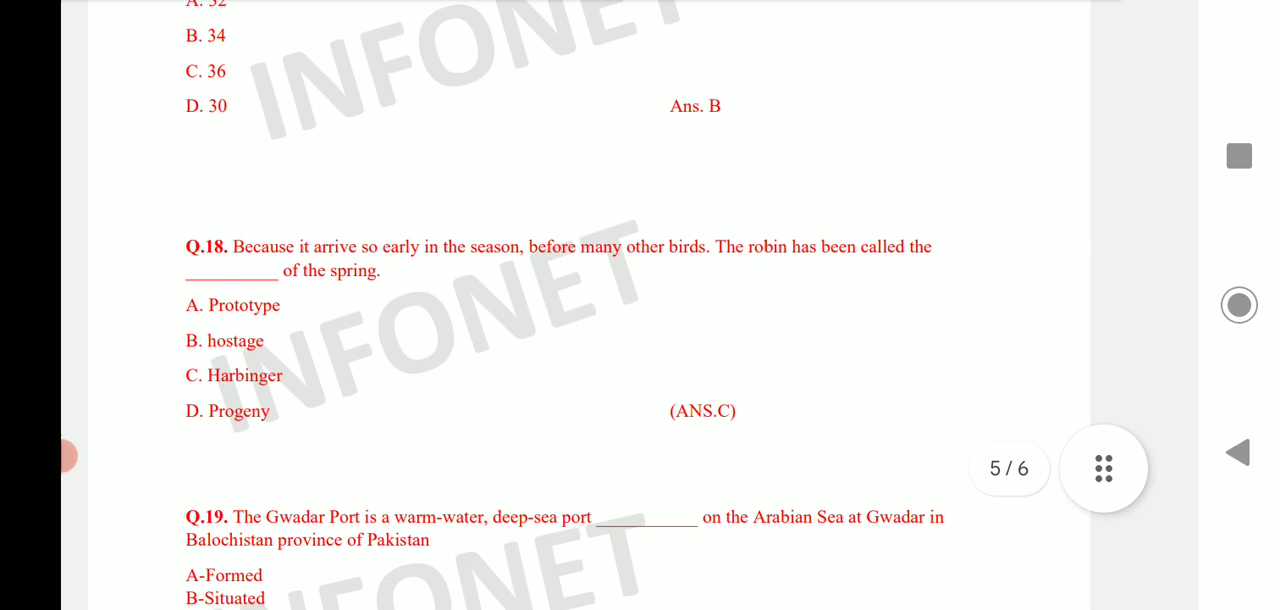 A. 32
B. 34
C. 36
D. 30 Ans. B
Q.18. Because it arrive so early in the season, before many other birds. The robin has been called the
__________ of the spring.
A. Prototype
B. hostage
C. Harbinger
D. Progeny (ANS.C)
5 / 6
Q.19. The Gwadar Port is a warm-water, deep-sea port ___________ on the Arabian Sea at Gwadar in
Balochistan province of Pakistan
A-Formed
B-Situated
INFONET
INFONET
INFONET